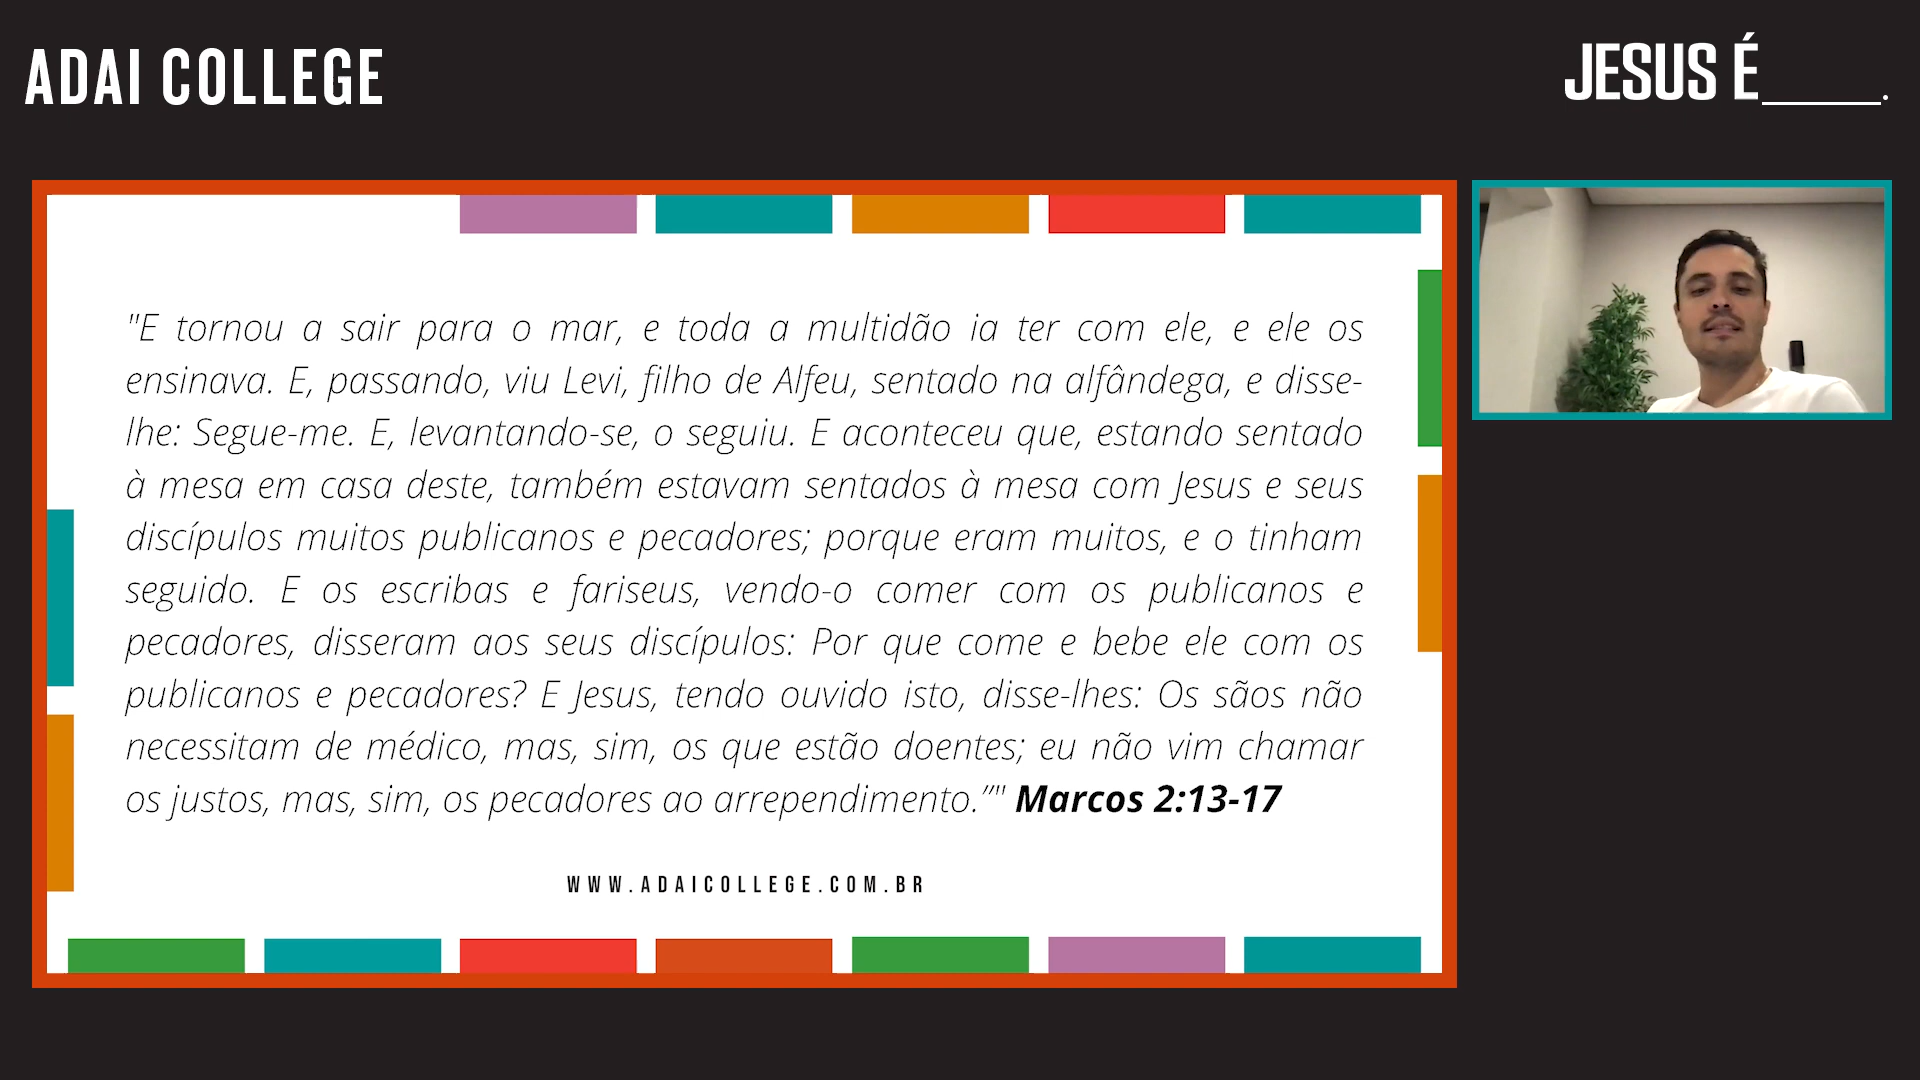 ADAI COLLEGE
JESUS É_____.
"E tornou a sair para o mar, e toda a multidão ia ter com ele, e ele os
ensinava. E, passando, viu Levi, filho de Alfeu, sentado na alfândega, e disse-
lhe: Segue-me. E, levantando-se, o seguiu. E aconteceu que, estando sentado
à mesa em casa deste, também estavam sentados à mesa com Jesus e seus
discípulos muitos publicanos e pecadores; porque eram muitos, e o tinham
seguido. E os escribas e fariseus, vendo-o comer com os publicanos e
pecadores, disseram aos seus discípulos: Por que come e bebe ele com os
publicanos e pecadores? E Jesus, tendo ouvido isto, disse-lhes: Os sãos não
necessitam de médico, mas, sim, os que estão doentes; eu não vim chamar
os justos, mas, sim, os pecadores ao arrependimento.”" Marcos 2:13-17
WWW.ADAICOLLEGE.COM.BR